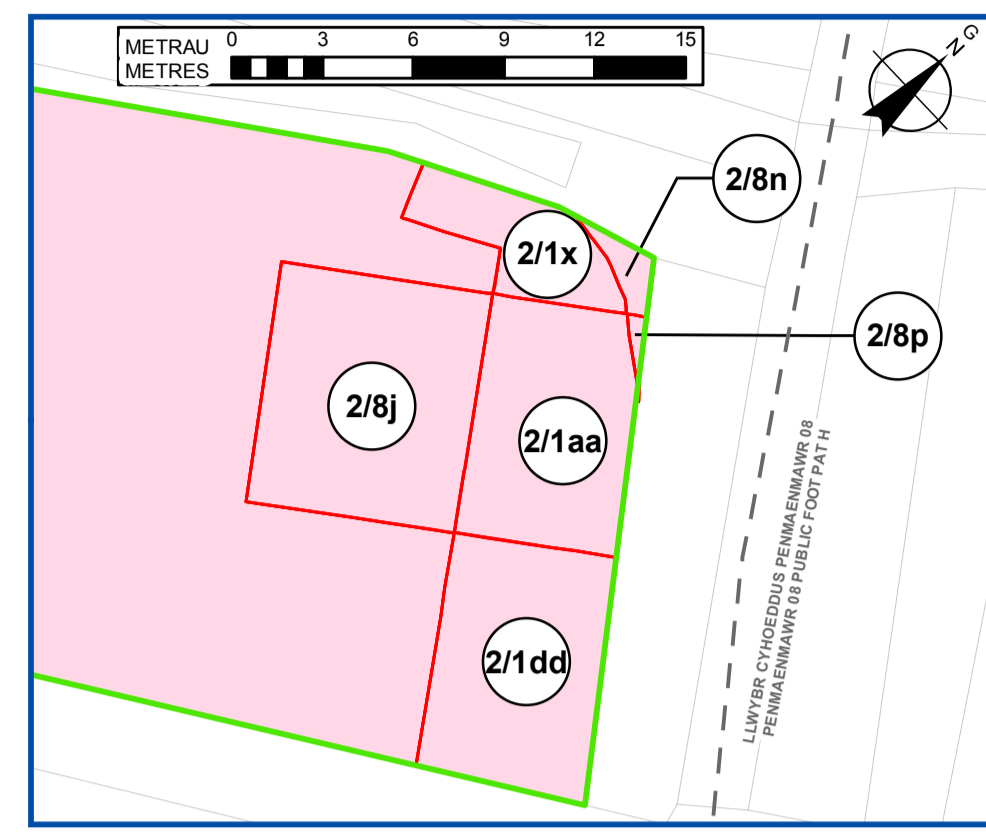 METRAU
METRES
0 3 6 9 12 15
G
N
2/8n
2/1x
2/8p
2/8j
2/1aa
2/1dd
LLWYBR CYHOEDDUS PENMAENMAWR 08
PENMAENMAWR 08 PUBLIC FOOT PATH